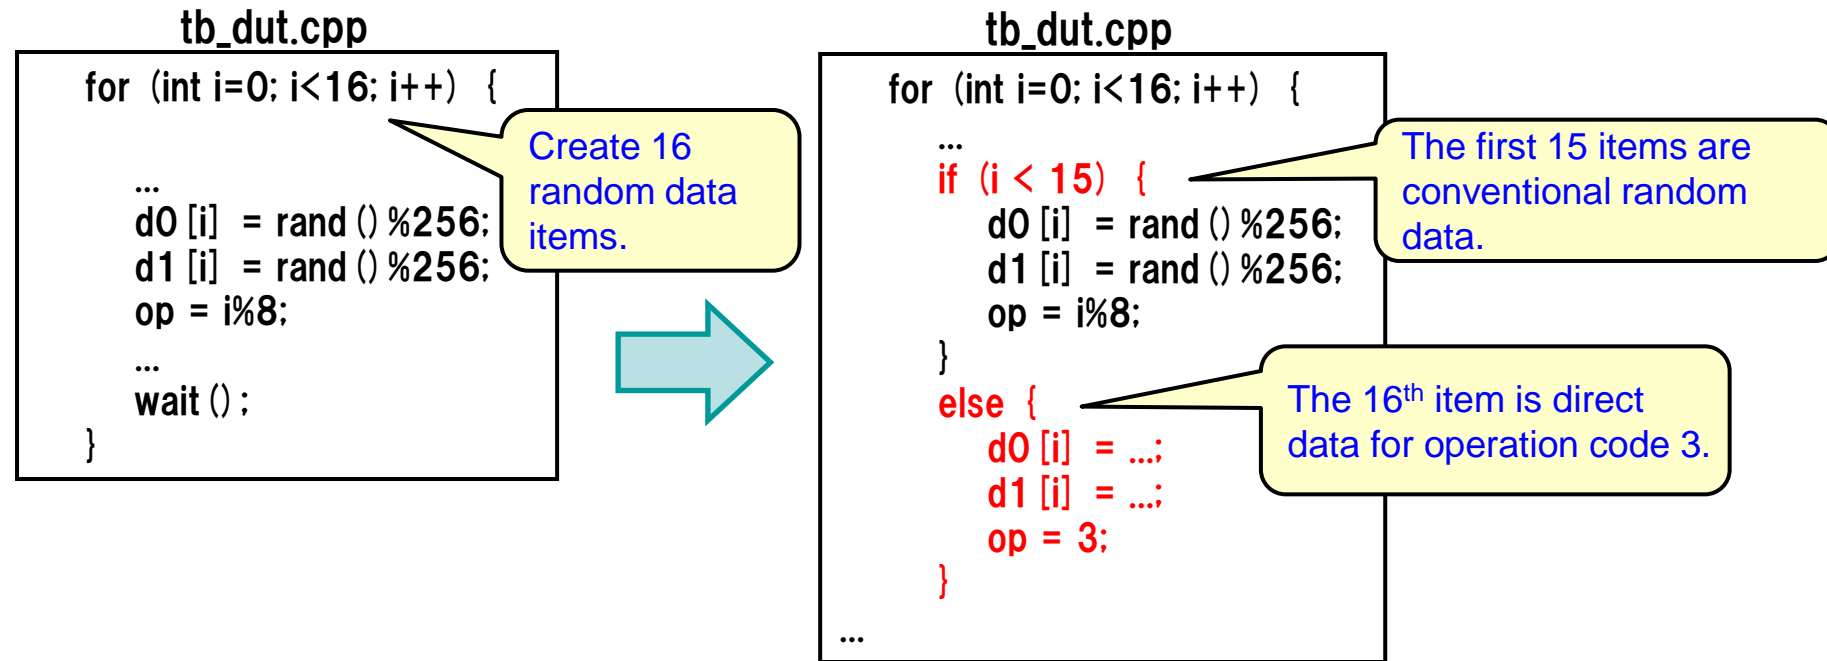 tb_dut.cpp
for (int i=0; i<16; i++) {
...
d0[i] = rand()%256;
d1[i] = rand()%256;
op = i%8;
...
wait();
}
Create 16
random data
items.
tb_dut.cpp
for (int i=0; i<16; i++) {
...
if (i < 15) {
d0[i] = rand()%256;
d1[i] = rand()%256;
op = i%8;
}
else {
d0[i] = ...;
d1[i] = ...;
op = 3;
}
...
The first 15 items are
conventional random
data.
The 16th item is direct
data for operation code 3.